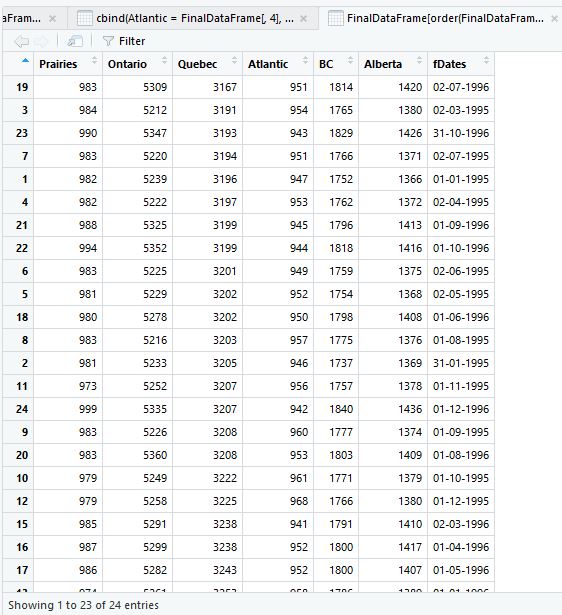 aFram... × cbind(Atlantic = FinalDataFrame[, 4], ... × FinalDataFrame[order(FinalDataFram... ×
Filter
Prairies Ontario Quebec Atlantic BC Alberta fDates
19 983 5309 3167 951 1814 1420 02-07-1996
3 984 5212 3191 954 1765 1380 02-03-1995
23 990 5347 3193 943 1829 1426 31-10-1996
7 983 5220 3194 951 1766 1371 02-07-1995
1 982 5239 3196 947 1752 1366 01-01-1995
4 982 5222 3197 953 1762 1372 02-04-1995
21 988 5325 3199 945 1796 1413 01-09-1996
22 994 5352 3199 944 1818 1416 01-10-1996
6 983 5225 3201 949 1759 1375 02-06-1995
5 981 5229 3202 952 1754 1368 02-05-1995
18 980 5278 3202 950 1798 1408 01-06-1996
8 983 5216 3203 957 1775 1376 01-08-1995
2 981 5233 3205 946 1737 1369 31-01-1995
11 973 5252 3207 956 1757 1378 01-11-1995
24 999 5335 3207 942 1840 1436 01-12-1996
9 983 5226 3208 960 1777 1374 01-09-1995
20 983 5360 3208 953 1803 1409 01-08-1996
10 979 5249 3222 961 1771 1379 01-10-1995
12 979 5258 3225 968 1766 1380 01-12-1995
15 985 5291 3238 941 1791 1410 02-03-1996
16 987 5299 3238 952 1800 1417 01-04-1996
17 986 5282 3243 952 1800 1407 01-05-1996
Showing 1 to 23 of 24 entries